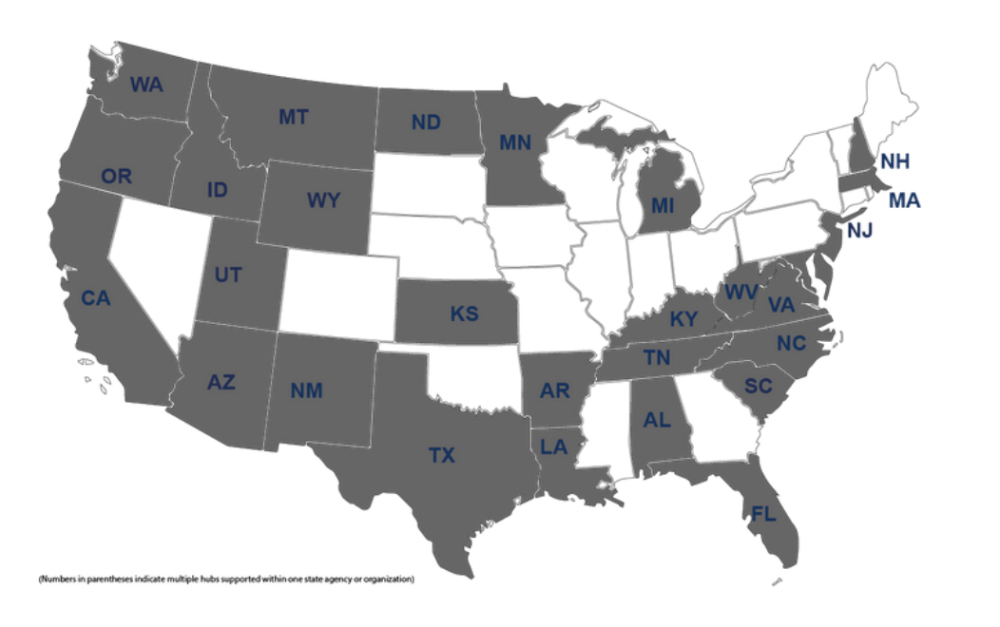 WA
MT
ND
MN
OR
ID
WY
MI
NH
MA
NJ
CA
UT
KS
KY
WV
VA
NC
TN
AZ
NM
AR
SC
AL
TX
LA
FL
(Numbers in parentheses indicate multiple hubs supported within one state agency or organization)